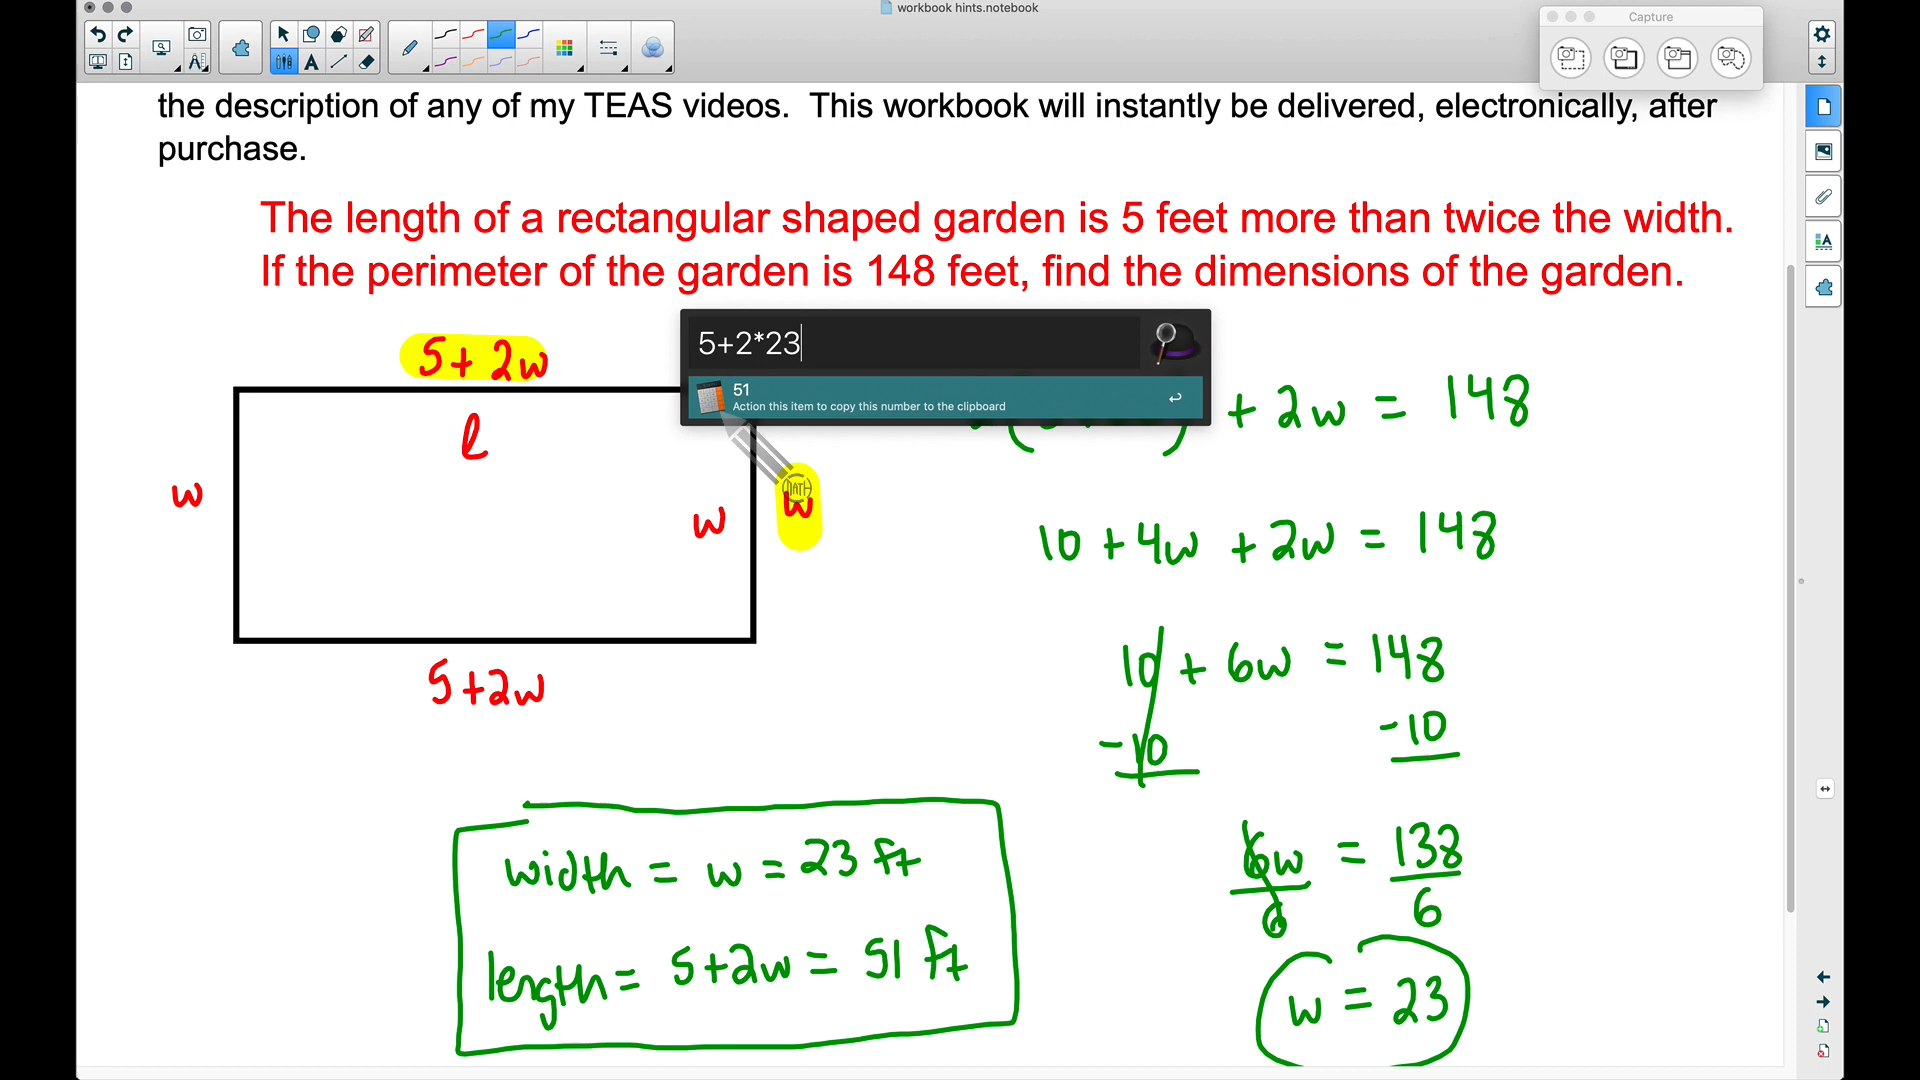 workbook hints.notebook
Capture
the description of any of my TEAS videos. This workbook will instantly be delivered, electronically, after
purchase.
The length of a rectangular shaped garden is 5 feet more than twice the width.
If the perimeter of the garden is 148 feet, find the dimensions of the garden.
5+2*23
51
Action this item to copy this number to the clipboard
5+ 2w
l
w
w
w
MATH
5+2w
+ 2w = 148
10 + 4w + 2w = 148
10 + 6w = 148
-10 -10
6w = 138
6 6
w = 23
width = w = 23 ft
length = 5+2w = 51 ft